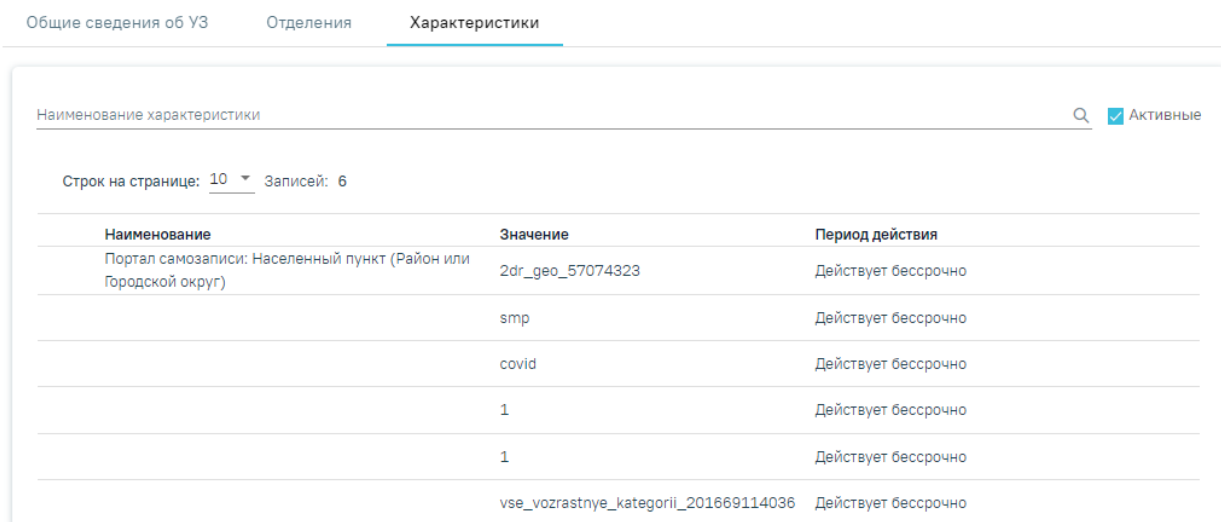 Общие сведения об УЗ Отделения Характеристики
Наименование характеристики Активные
Строк на странице: 10 Записей: 6
Наименование Значение Период действия
Портал самозаписи: Населенный пункт (Район или
Городской округ) 2dr_geo_57074323 Действует бессрочно
smp Действует бессрочно
covid Действует бессрочно
1 Действует бессрочно
1 Действует бессрочно
vse_vozrastnye_kategorii_201669114036 Действует бессрочно